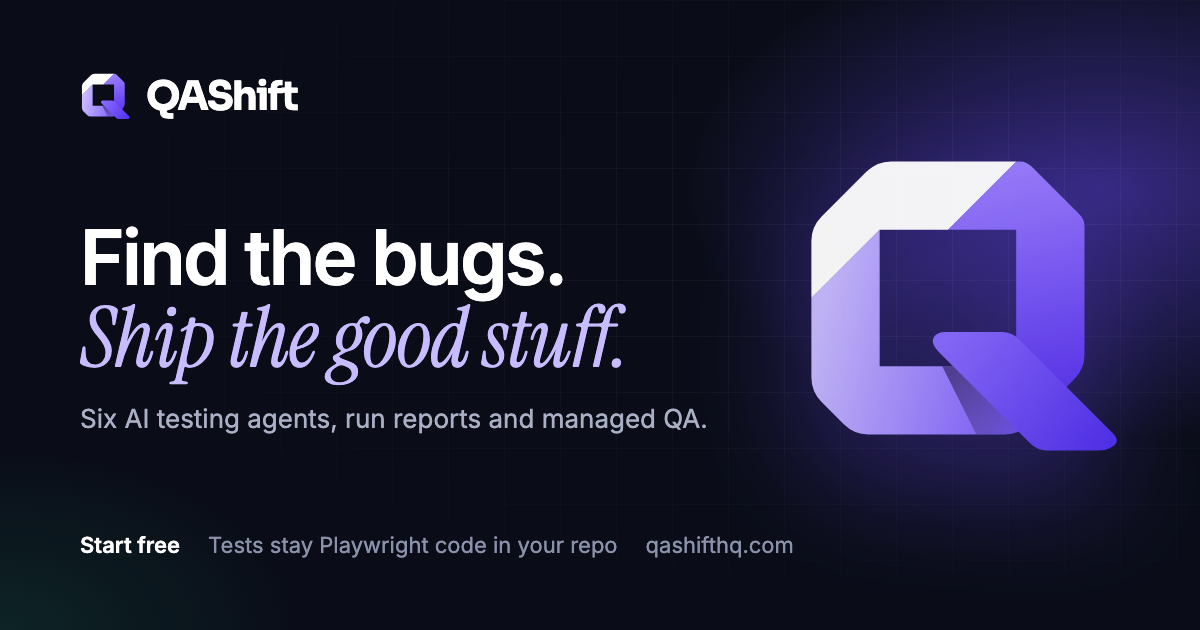 QAShift
Find the bugs.
Ship the good stuff.
Six AI testing agents, run reports and managed QA.
Start free Tests stay Playwright code in your repo qashifthq.com